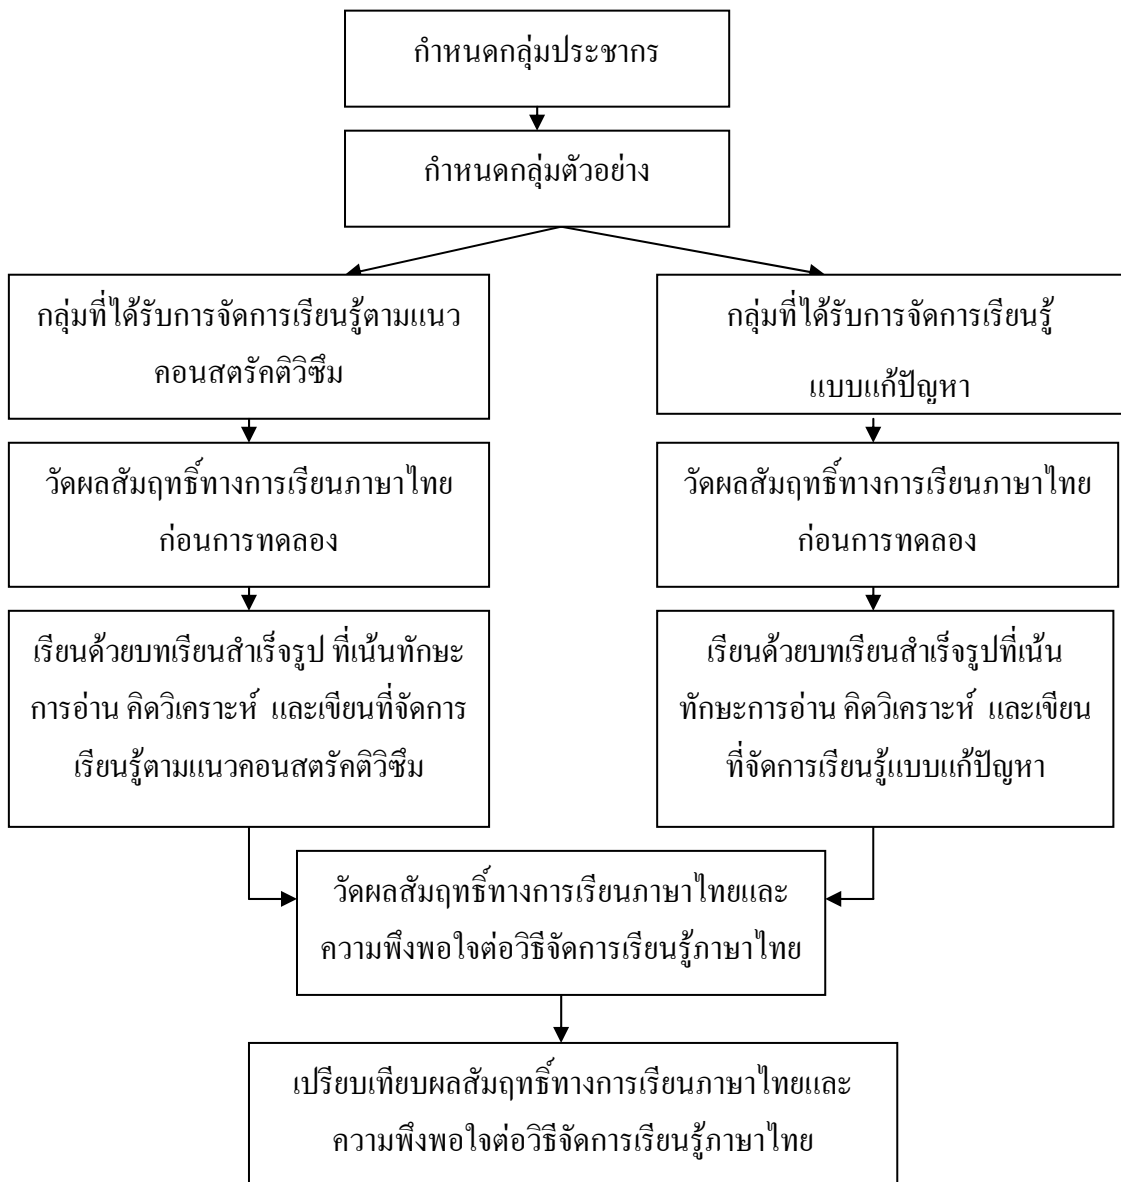 กำหนดกลุ่มประชากร
กำหนดกลุ่มตัวอย่าง
กลุ่มที่ได้รับการจัดการเรียนรู้ตามแนว
คอนสตรัคติวิซึม
กลุ่มที่ได้รับการจัดการเรียนรู้
แบบแก้ปัญหา
วัดผลสัมฤทธิ์ทางการเรียนภาษาไทย
ก่อนการทดลอง
วัดผลสัมฤทธิ์ทางการเรียนภาษาไทย
ก่อนการทดลอง
เรียนด้วยบทเรียนสำเร็จรูป ที่เน้นทักษะ
การอ่าน คิดวิเคราะห์ และเขียนที่จัดการ
เรียนรู้ตามแนวคอนสตรัคติวิซึม
เรียนด้วยบทเรียนสำเร็จรูปที่เน้น
ทักษะการอ่าน คิดวิเคราะห์ และเขียน
ที่จัดการเรียนรู้แบบแก้ปัญหา
วัดผลสัมฤทธิ์ทางการเรียนภาษาไทยและ
ความพึงพอใจต่อวิธีจัดการเรียนรู้ภาษาไทย
เปรียบเทียบผลสัมฤทธิ์ทางการเรียนภาษาไทยและ
ความพึงพอใจต่อวิธีจัดการเรียนรู้ภาษาไทย